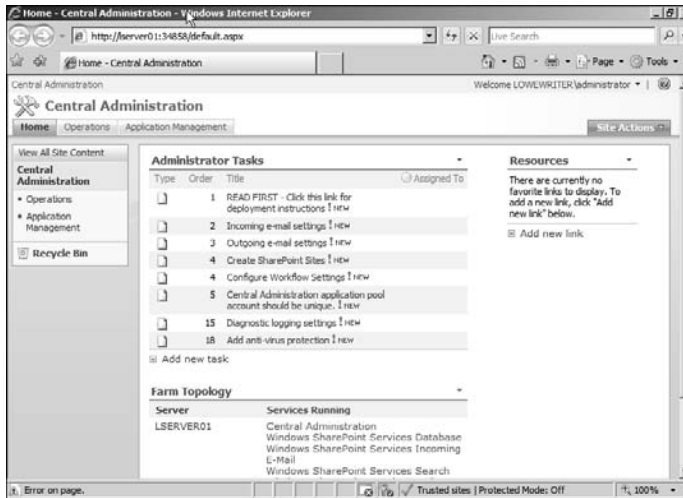 Home - Central Administration - Windows Internet Explorer
http://lserver01:34858/default.aspx
Live Search
Home - Central Administration
Page
Tools
Central Administration
Welcome LOWEWRITER\administrator
Central Administration
Home
Operations
Application Management
Site Actions
View All Site Content
Central Administration
• Operations
• Application
Management
Recycle Bin
Administrator Tasks
Type Order Title Assigned To
1 READ FIRST - Click this link for
deployment instructions ! NEW
2 Incoming e-mail settings ! NEW
3 Outgoing e-mail settings ! NEW
4 Create SharePoint Sites ! NEW
4 Configure Workflow Settings ! NEW
5 Central Administration application pool
account should be unique. ! NEW
15 Diagnostic logging settings ! NEW
18 Add anti-virus protection ! NEW
Add new task
Resources
There are currently no
favorite links to display. To
add a new link, click "Add
new link" below.
Add new link
Farm Topology
Server Services Running
LSERVER01 Central Administration
Windows SharePoint Services Database
Windows SharePoint Services Incoming
E-Mail
Windows SharePoint Services Search
Error on page.
Trusted sites | Protected Mode: Off
100%